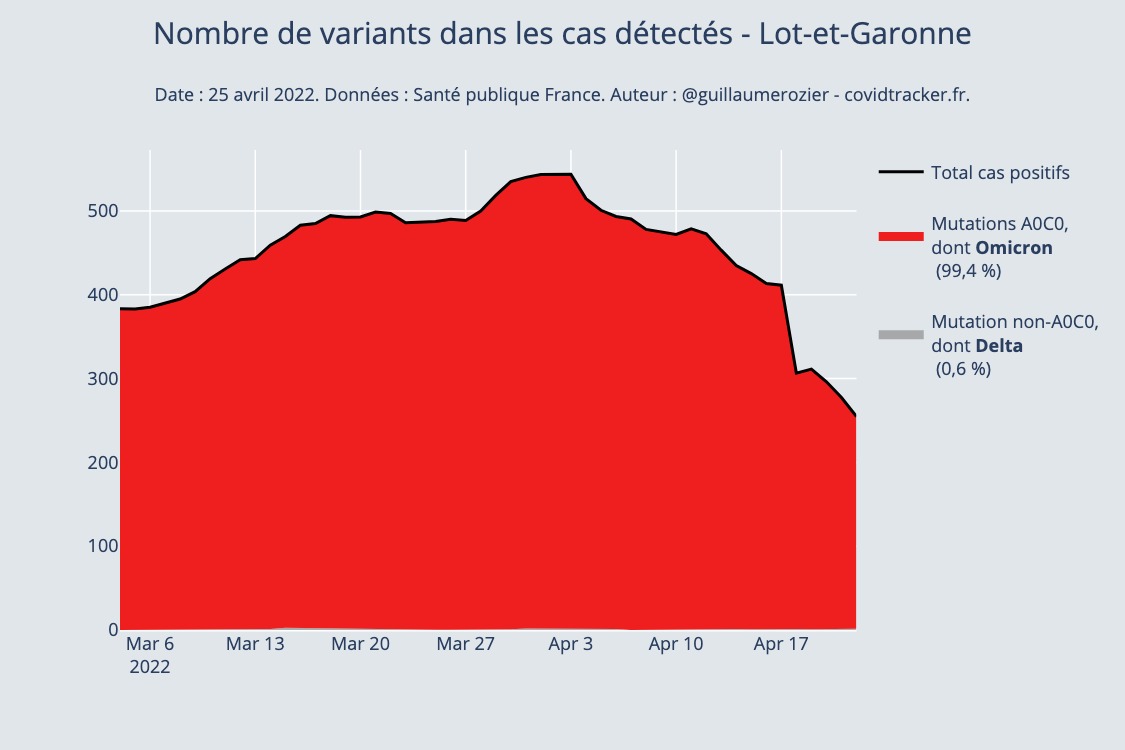 Nombre de variants dans les cas détectés - Lot-et-Garonne
Date : 25 avril 2022. Données : Santé publique France. Auteur : @guillaumerozier - covidtracker.fr.
Total cas positifs
Mutations A0C0,
dont Omicron
(99,4 %)
Mutation non-A0C0,
dont Delta
(0,6 %)
500
400
300
200
100
0
Mar 6 Mar 13 Mar 20 Mar 27 Apr 3 Apr 10 Apr 17
2022